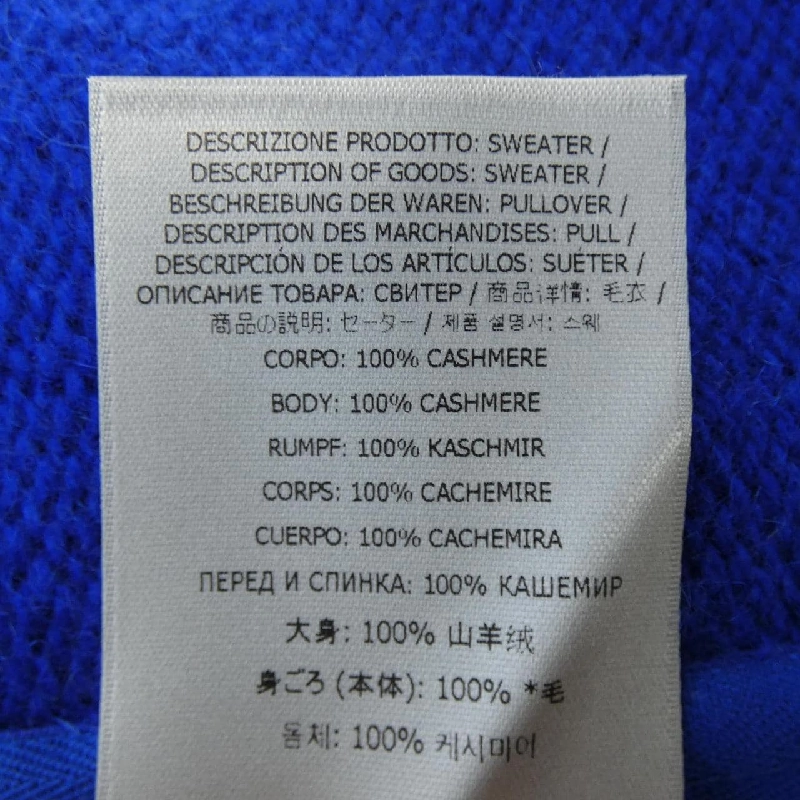 DESCRIZIONE PRODOTTO: SWEATER /
DESCRIPTION OF GOODS: SWEATER /
BESCHREIBUNG DER WAREN: PULLOVER /
DESCRIPTION DES MARCHANDISES: PULL /
DESCRIPCIÓN DE LOS ARTÍCULOS: SUETER /
ОПИСАНИЕ ТОВАРА: СВИТЕР / 商品详情: 毛衣 /
商品の説明: セーター / 제품 설명서: 스웨
CORPO: 100% CASHMERE
BODY: 100% CASHMERE
RUMPF: 100% KASCHMIR
CORPS: 100% CACHEMIRE
CUERPO: 100% CACHEMIRA
ПЕРЕД И СПИНКА: 100% КАШЕМИР
大身: 100% 山羊绒
身ごろ (本体): 100% *毛
몸체: 100% 케시미어